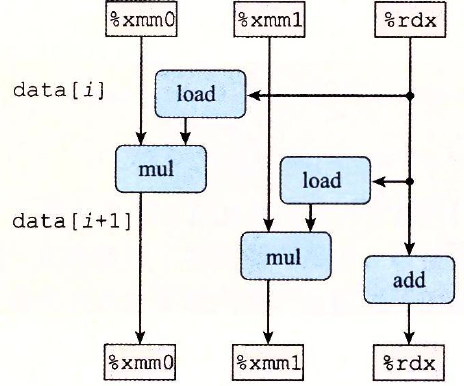 %xmm0 %xmm1 %rdx
data[i] load
mul load
data[i+1]
mul
add
%xmm0 %xmm1 %rdx